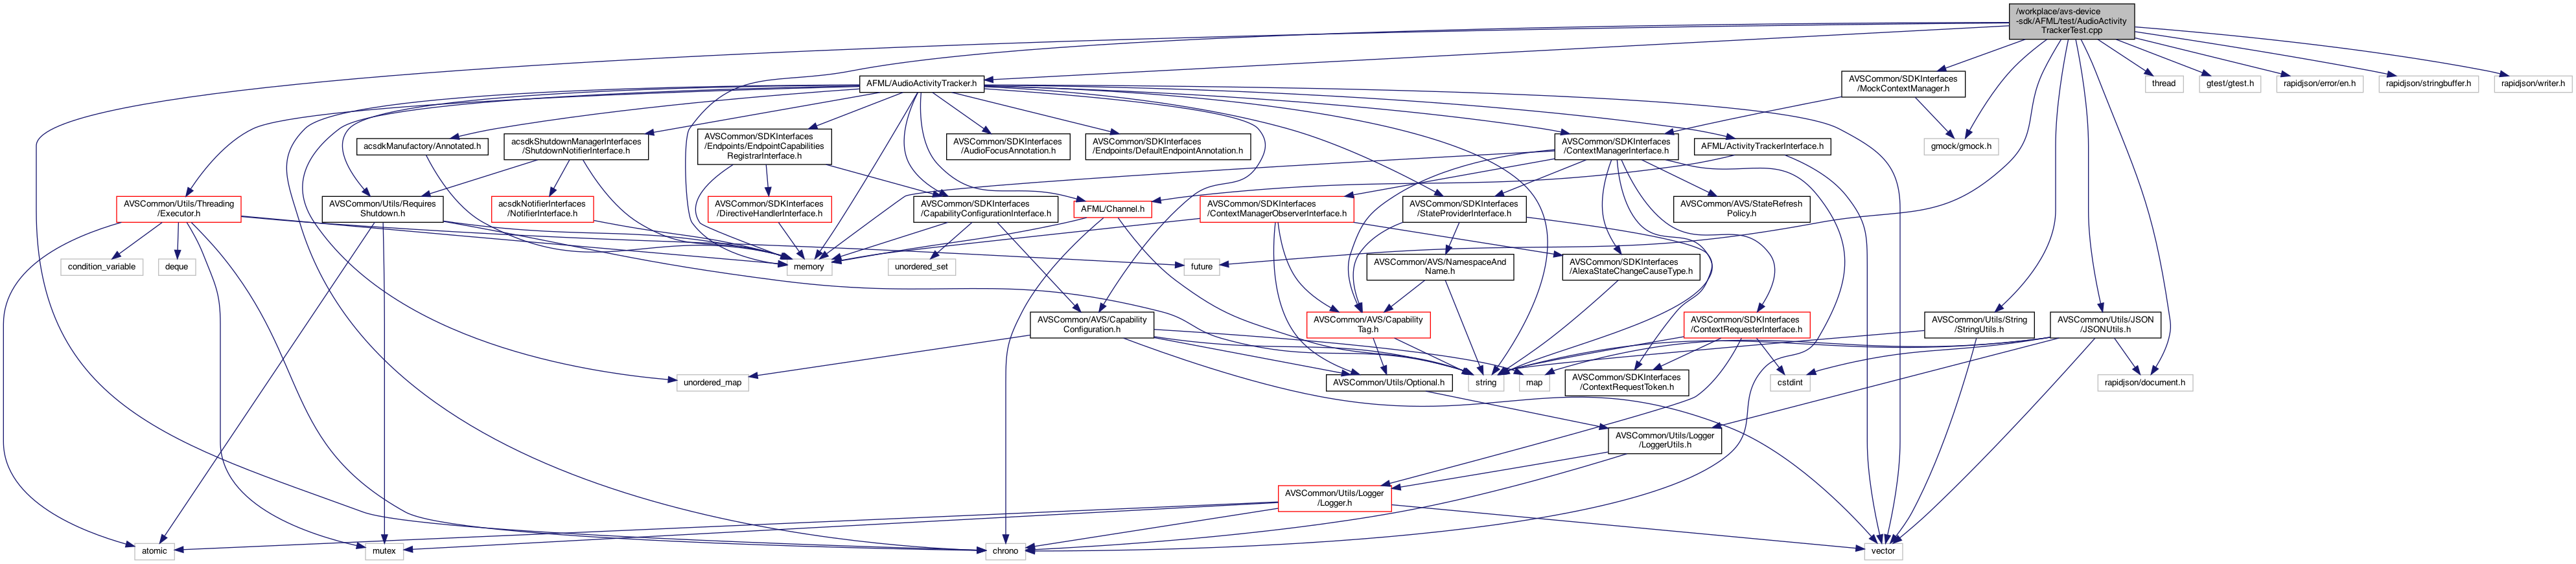 /workplace/avs-device
-sdk/AFML/test/AudioActivity
TrackerTest.cpp
AFML/AudioActivityTracker.h
AVSCommon/SDKInterfaces
/MockContextManager.h
thread
gtest/gtest.h
rapidjson/error/en.h
rapidjson/stringbuffer.h
rapidjson/writer.h
acsdkManufactory/Annotated.h
acsdkShutdownManagerInterfaces
/ShutdownNotifierInterface.h
AVSCommon/SDKInterfaces
/Endpoints/EndpointCapabilities
RegistrarInterface.h
AVSCommon/SDKInterfaces
/AudioFocusAnnotation.h
AVSCommon/SDKInterfaces
/Endpoints/DefaultEndpointAnnotation.h
AVSCommon/SDKInterfaces
/ContextManagerInterface.h
AFML/ActivityTrackerInterface.h
gmock/gmock.h
AVSCommon/Utils/Threading
/Executor.h
AVSCommon/Utils/Requires
Shutdown.h
acsdkNotifierInterfaces
/NotifierInterface.h
AVSCommon/SDKInterfaces
/DirectiveHandlerInterface.h
AVSCommon/SDKInterfaces
/CapabilityConfigurationInterface.h
AFML/Channel.h
AVSCommon/SDKInterfaces
/ContextManagerObserverInterface.h
AVSCommon/SDKInterfaces
/StateProviderInterface.h
AVSCommon/AVS/StateRefresh
Policy.h
condition_variable
deque
memory
unordered_set
future
AVSCommon/AVS/NamespaceAnd
Name.h
AVSCommon/SDKInterfaces
/AlexaStateChangeCauseType.h
AVSCommon/AVS/Capability
Configuration.h
AVSCommon/AVS/Capability
Tag.h
AVSCommon/SDKInterfaces
/ContextRequesterInterface.h
AVSCommon/Utils/String
/StringUtils.h
AVSCommon/Utils/JSON
/JSONUtils.h
unordered_map
AVSCommon/Utils/Optional.h
string
map
AVSCommon/SDKInterfaces
/ContextRequestToken.h
cstdint
rapidjson/document.h
AVSCommon/Utils/Logger
/LoggerUtils.h
AVSCommon/Utils/Logger
/Logger.h
atomic
mutex
chrono
vector